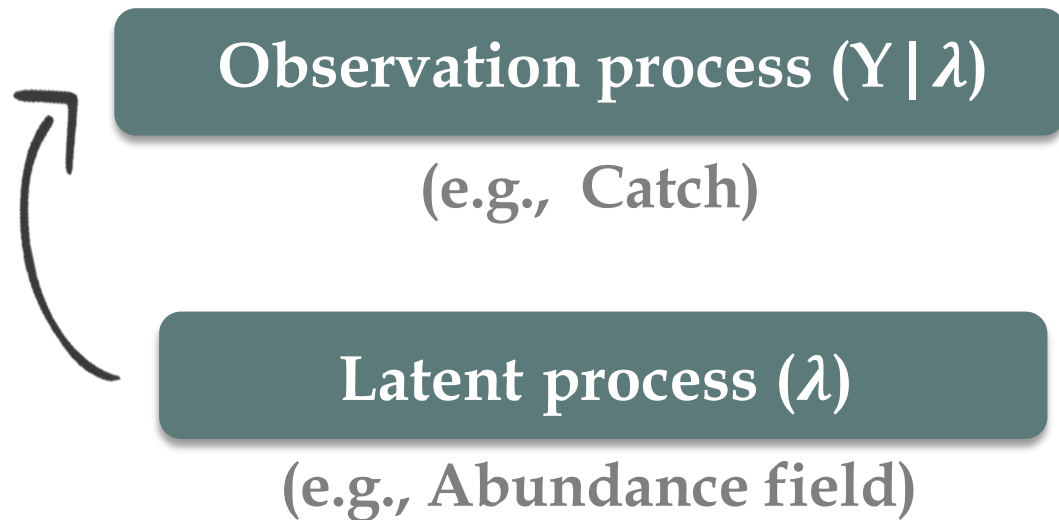 Observation process (Y|λ)
(e.g., Catch)
Latent process (λ)
(e.g., Abundance field)